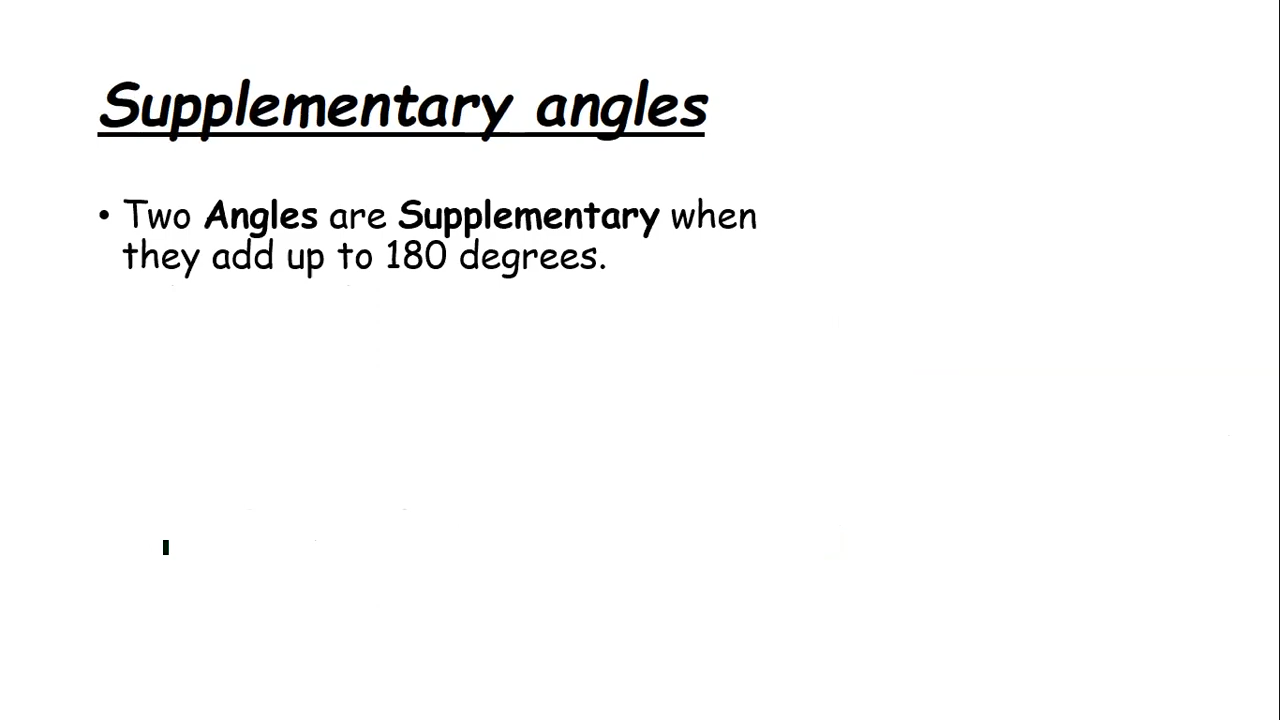 Supplementary angles
• Two Angles are Supplementary when
they add up to 180 degrees.